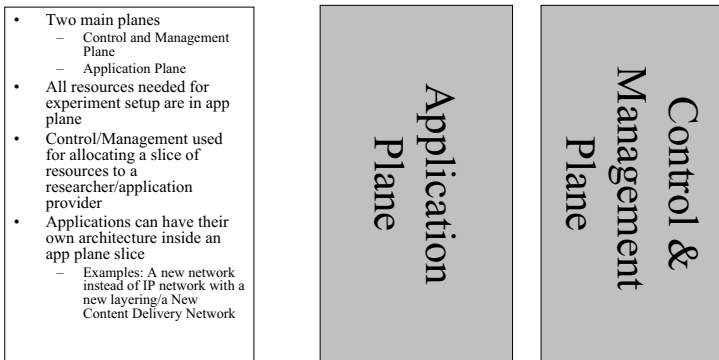 • Two main planes
– Control and Management
Plane
– Application Plane
• All resources needed for
experiment setup are in app
plane
• Control/Management used
for allocating a slice of
resources to a
researcher/application
provider
• Applications can have their
own architecture inside an
app plane slice
– Examples: A new network
instead of IP network with a
new layering/a New
Content Delivery Network
Application
Plane
Control &
Management
Plane